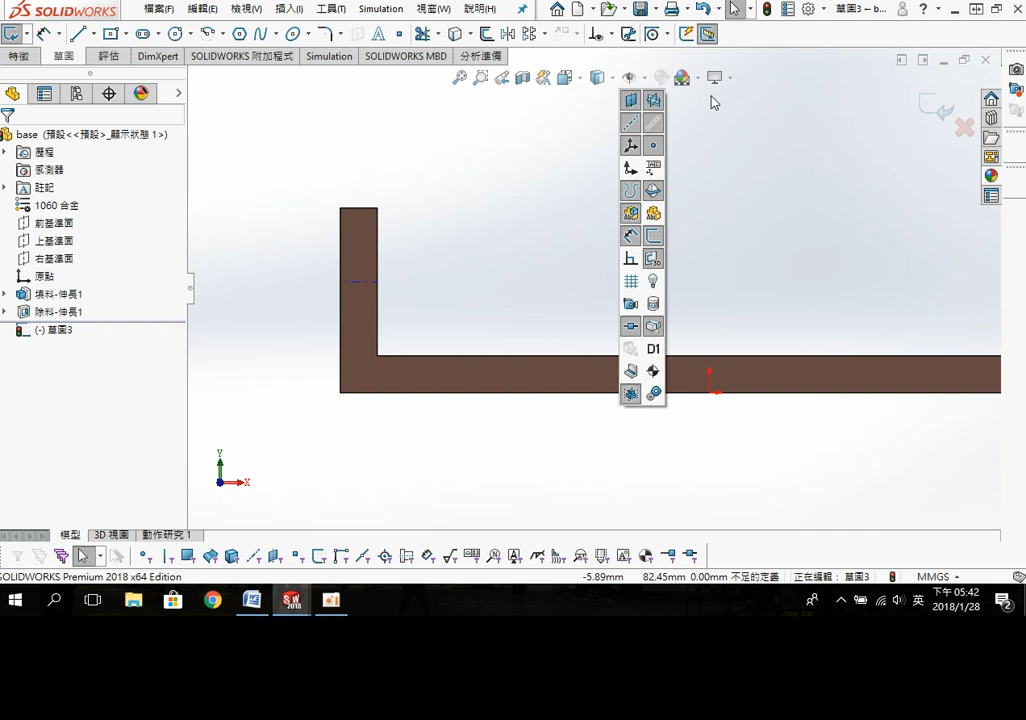 SOLIDWORKS
檔案(F)
編輯(E)
檢視(V)
插入(I)
工具(T)
Simulation
視窗(W)
說明(H)
草圖3 — b...
特徵
草圖
評估
DimXpert
SOLIDWORKS 附加程式
Simulation
SOLIDWORKS MBD
分析準備
base (預設<<預設>_顯示狀態 1>)
歷程
感測器
註記
1060 合金
前基準面
上基準面
右基準面
原點
填料-伸長1
除料-伸長1
(-) 草圖3
D1
Y
X
模型
3D 視圖
動作研究 1
SOLIDWORKS Premium 2018 x64 Edition
-5.89mm
82.45mm
0.00mm
不足的定義
正在編輯：草圖3
MMGS
SW
2018
英
下午 05:42
2018/1/28
2